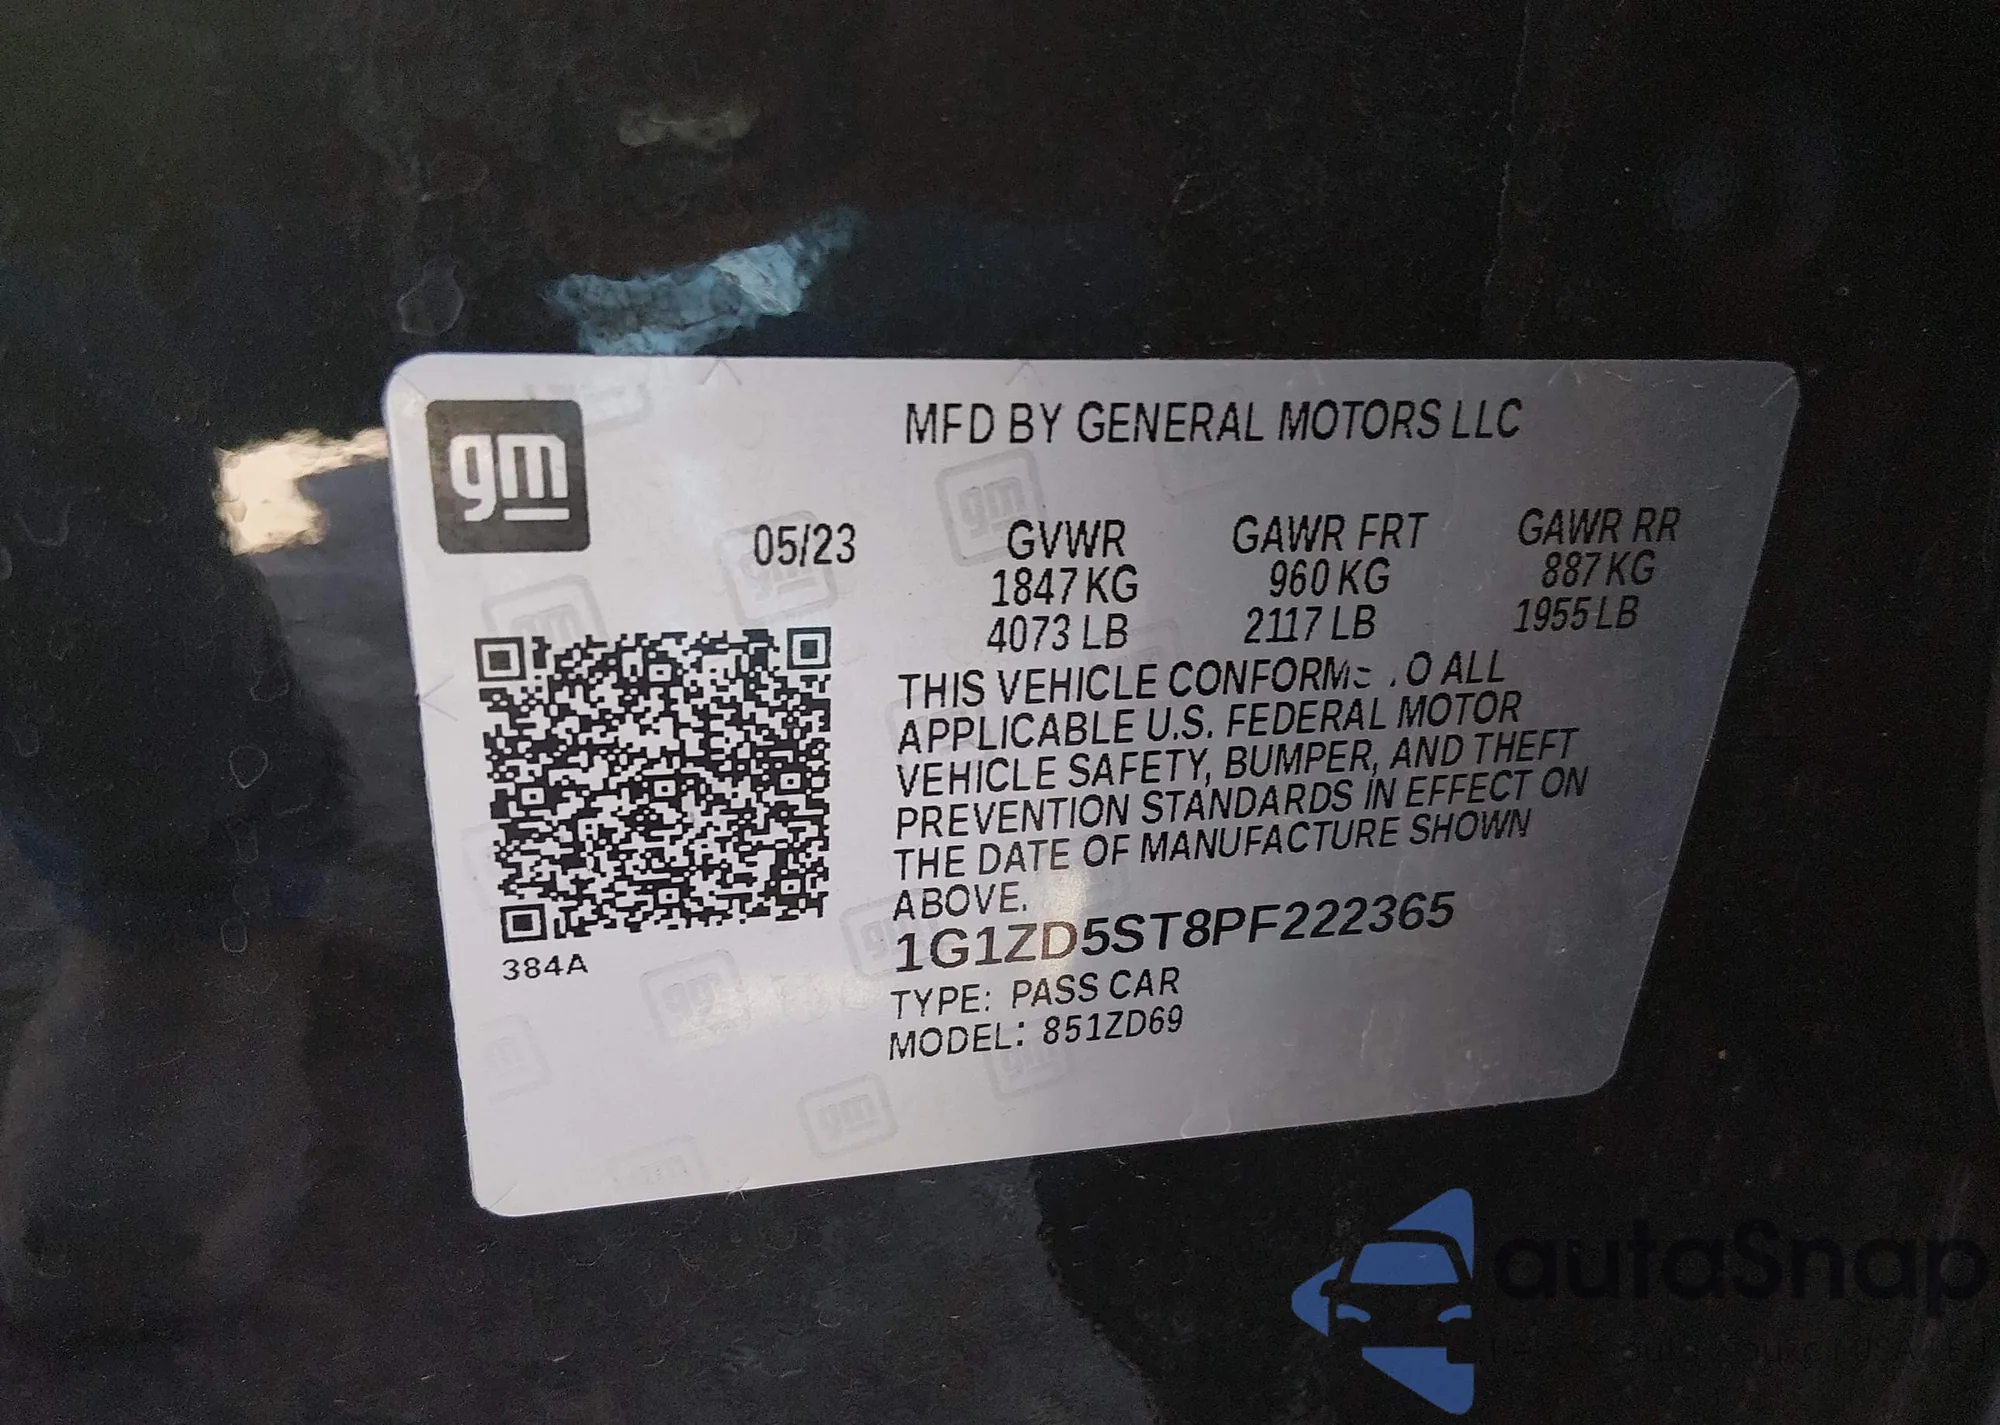 gm
MFD BY GENERAL MOTORS LLC
05/23 GVWR GAWR FRT GAWR RR
1847 KG 960 KG 887 KG
4073 LB 2117 LB 1955 LB
THIS VEHICLE CONFORMS .O ALL
APPLICABLE U.S. FEDERAL MOTOR
VEHICLE SAFETY, BUMPER, AND THEFT
PREVENTION STANDARDS IN EFFECT ON
THE DATE OF MANUFACTURE SHOWN
ABOVE.
1G1ZD5ST8PF222365
384A
TYPE: PASS CAR
MODEL: 851ZD69
autaSnap